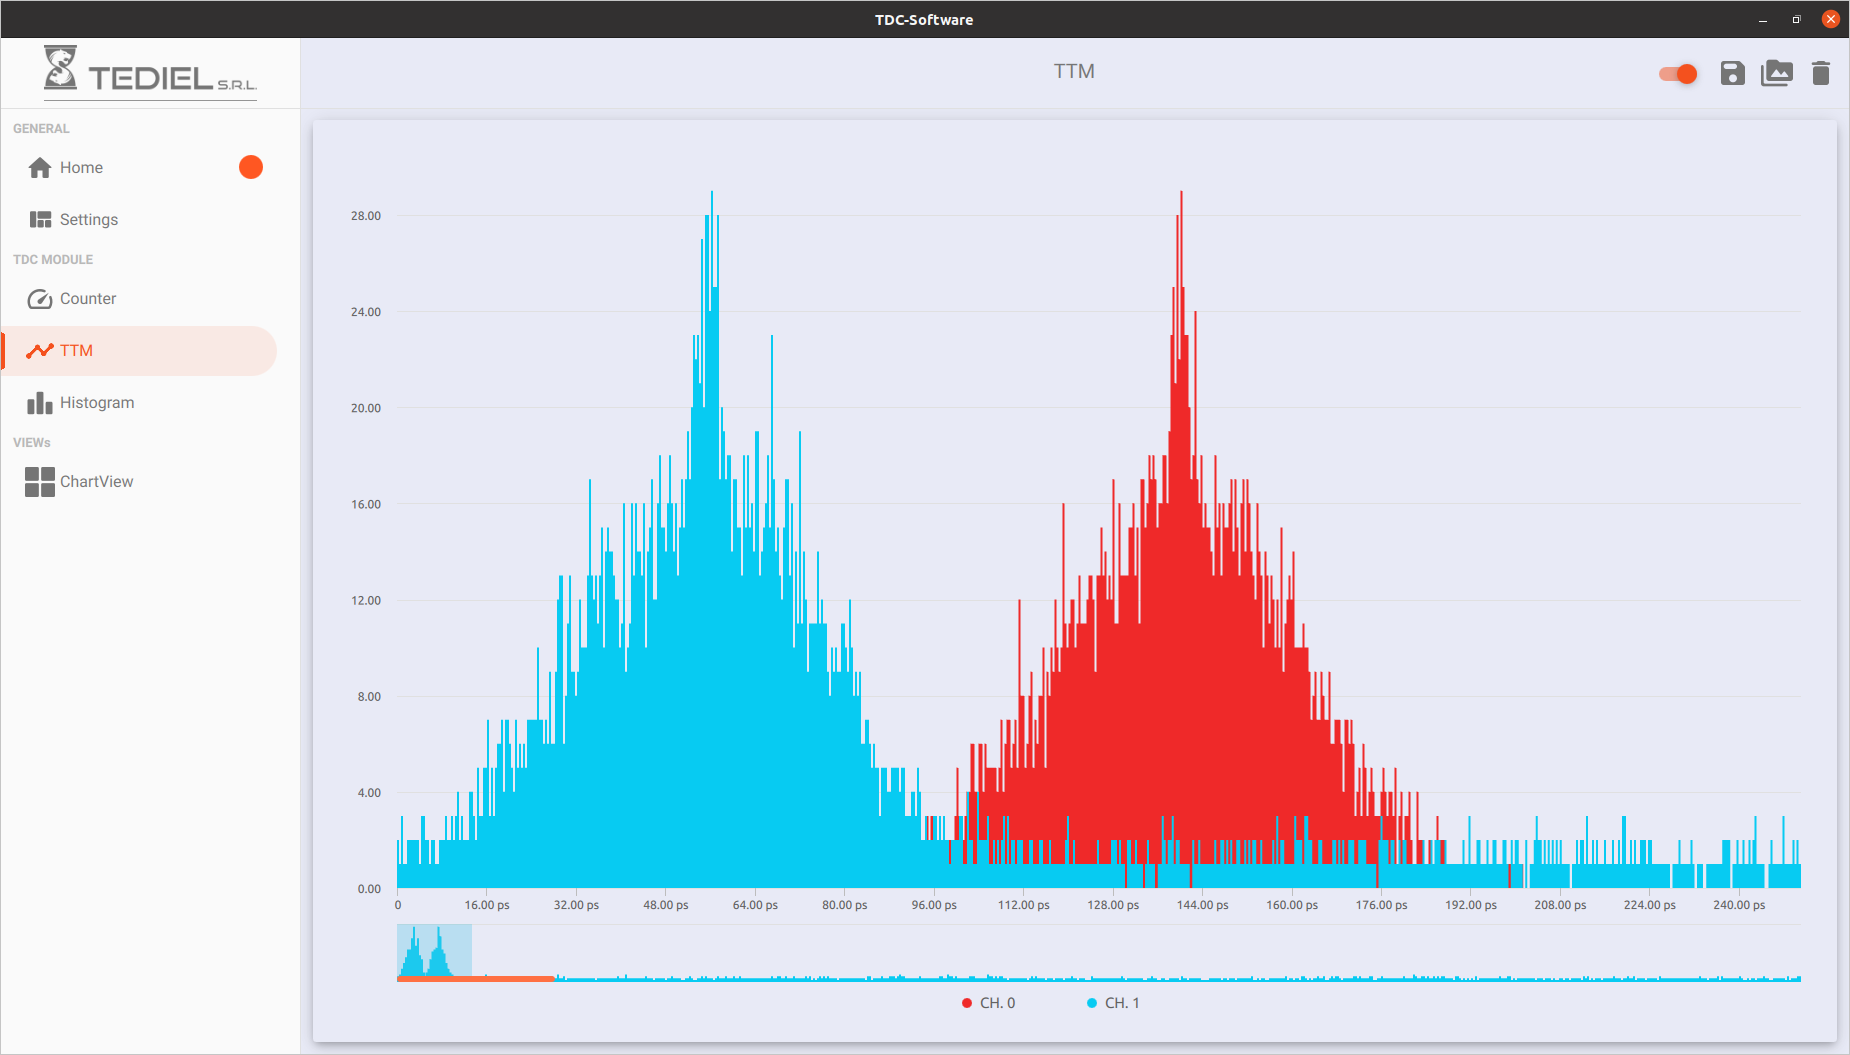 TDC-Software
TEDIEL S.R.L.
TTM
GENERAL
Home
Settings
TDC MODULE
Counter
TTM
Histogram
VIEWs
ChartView
28.00
24.00
20.00
16.00
12.00
8.00
4.00
0.00
0 16.00 ps 32.00 ps 48.00 ps 64.00 ps 80.00 ps 96.00 ps 112.00 ps 128.00 ps 144.00 ps 160.00 ps 176.00 ps 192.00 ps 208.00 ps 224.00 ps 240.00 ps
CH. 0 CH. 1